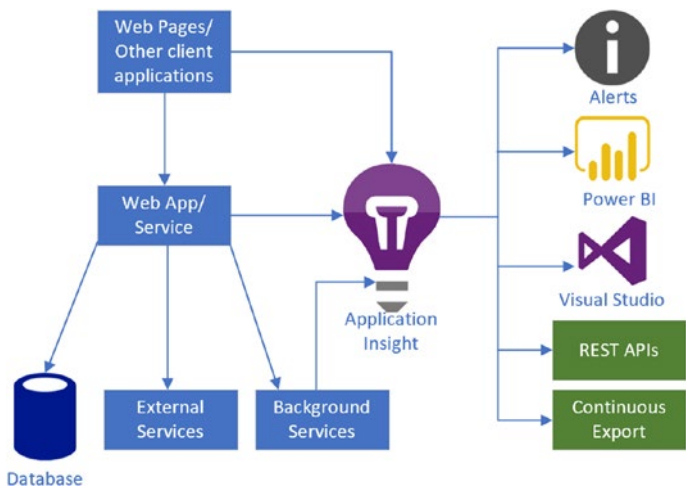 Web Pages/
Other client
applications
Alerts
Power BI
Web App/
Service
Visual Studio
Application
Insight
REST APIs
External
Services
Background
Services
Continuous
Export
Database